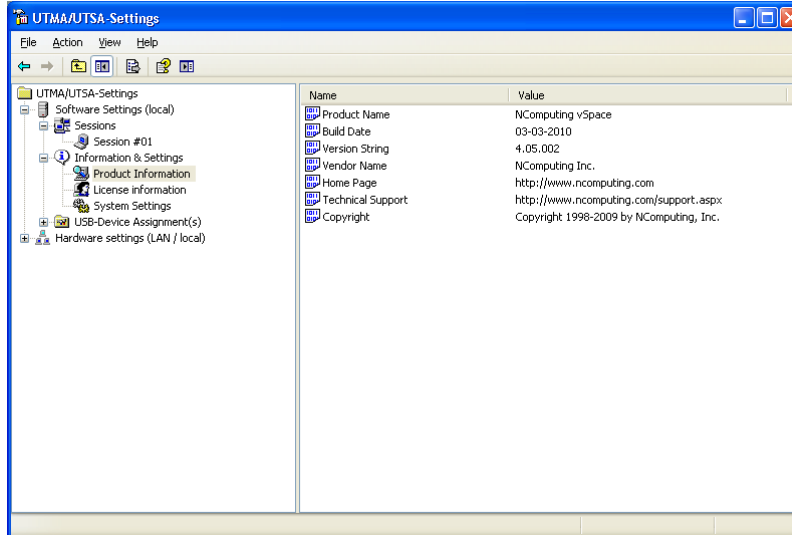 UTMA/UTSA-Settings
File Action View Help
UTMA/UTSA-Settings
Software Settings (local)
Sessions
Session #01
Information & Settings
Product Information
License information
System Settings
USB-Device Assignment(s)
Hardware settings (LAN / local)
Name Value
Product Name NComputing vSpace
Build Date 03-03-2010
Version String 4.05.002
Vendor Name NComputing Inc.
Home Page http://www.ncomputing.com
Technical Support http://www.ncomputing.com/support.aspx
Copyright Copyright 1998-2009 by NComputing, Inc.